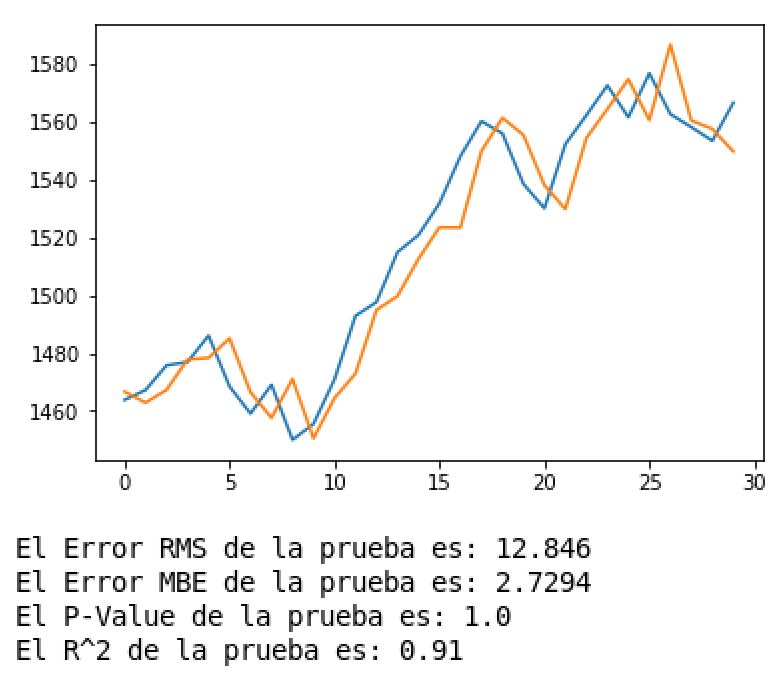 1580
1560
1540
1520
1500
1480
1460
0 5 10 15 20 25 30
El Error RMS de la prueba es: 12.846
El Error MBE de la prueba es: 2.7294
El P-Value de la prueba es: 1.0
El R^2 de la prueba es: 0.91